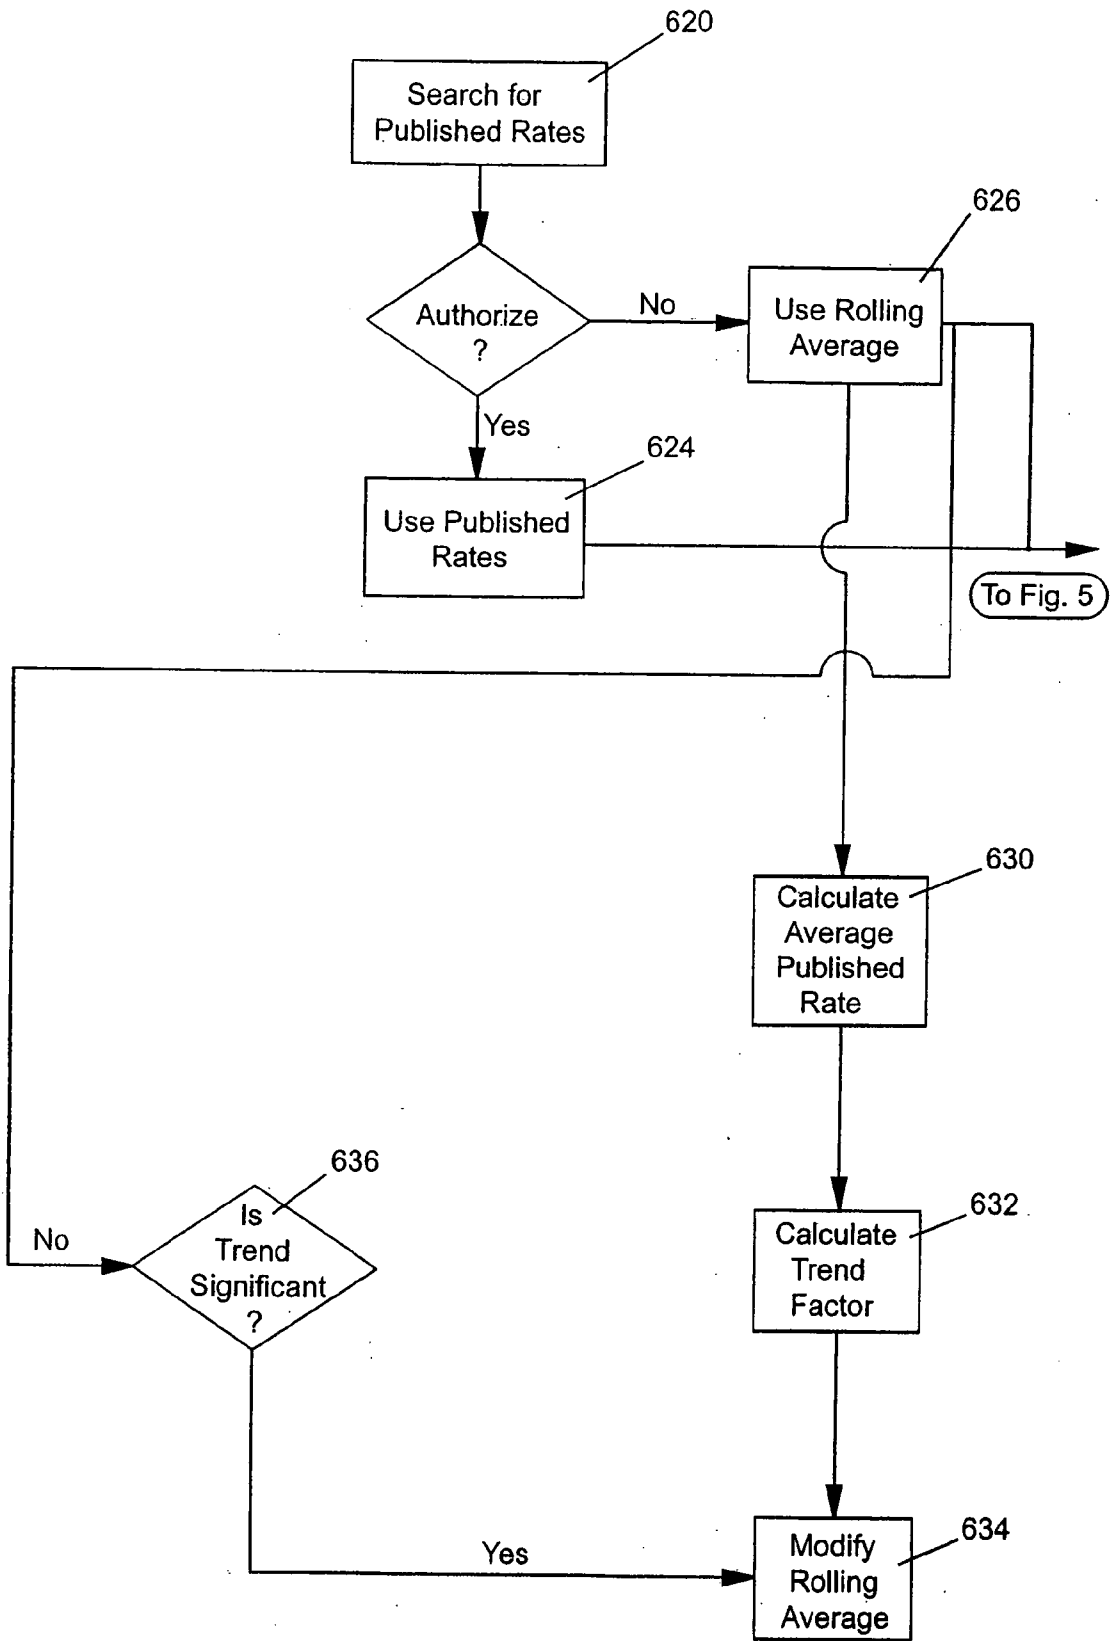 620
Search for
Published Rates
626
Authorize
?
No
Use Rolling
Average
Yes
624
Use Published
Rates
To Fig. 5
630
Calculate
Average
Published
Rate
636
Is
Trend
Significant
?
No
632
Calculate
Trend
Factor
Yes
634
Modify
Rolling
Average